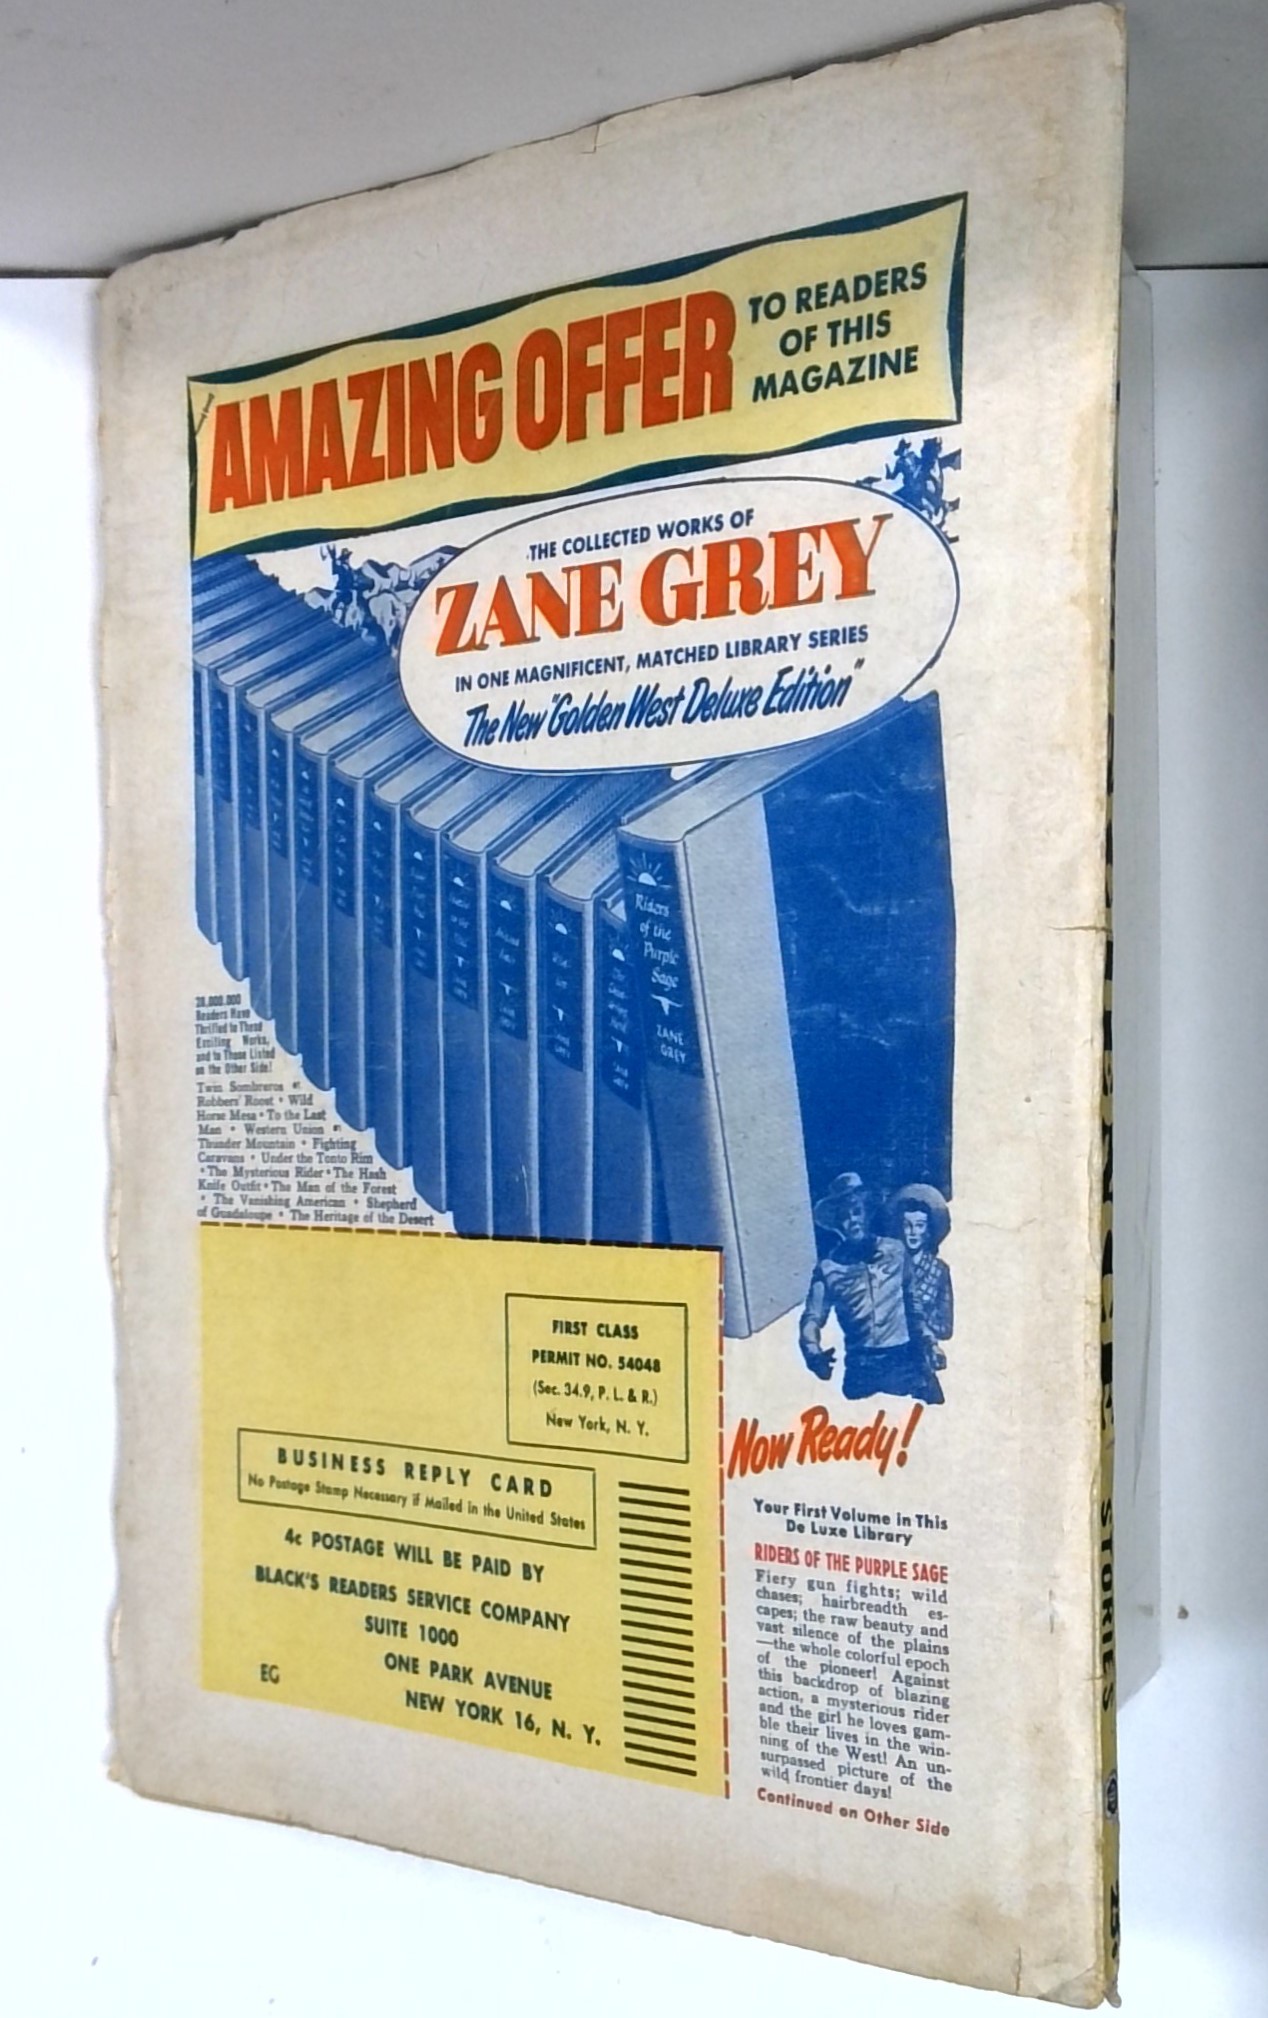 AMAZING OFFER
TO READERS
OF THIS
MAGAZINE
THE COLLECTED WORKS OF
ZANE GREY
IN ONE MAGNIFICENT, MATCHED LIBRARY SERIES
The New "Golden West Deluxe Edition"
Riders
of the
Purple
Sage
ZANE
GREY
28,000,000
Readers Have
Thrilled to These
Exciting Works,
and to Those Listed
on the Other Side!
Twin Sombreros •
Robbers' Roost • Wild
Horse Mesa • To the Last
Man • Western Union •
Thunder Mountain • Fighting
Caravans • Under the Tonto Rim
• The Mysterious Rider • The Hash
Knife Outfit • The Man of the Forest
• The Vanishing American • Shepherd
of Guadaloupe • The Heritage of the Desert
FIRST CLASS
PERMIT NO. 54048
(Sec. 34.9, P. L. & R.)
New York, N. Y.
BUSINESS REPLY CARD
No Postage Stamp Necessary if Mailed in the United States
4c POSTAGE WILL BE PAID BY
BLACK'S READERS SERVICE COMPANY
SUITE 1000
ONE PARK AVENUE
NEW YORK 16, N. Y.
EG
Now Ready!
Your First Volume in This
De Luxe Library
RIDERS OF THE PURPLE SAGE
Fiery gun fights; wild
chases; hairbreadth es-
capes; the raw beauty and
vast silence of the plains
—the whole colorful epoch
of the pioneer! Against
this backdrop of blazing
action, a mysterious rider
and the girl he loves gam-
ble their lives in the win-
ning of the West! An un-
surpassed picture of the
wild frontier days!
Continued on Other Side
SCIENCE STORIES